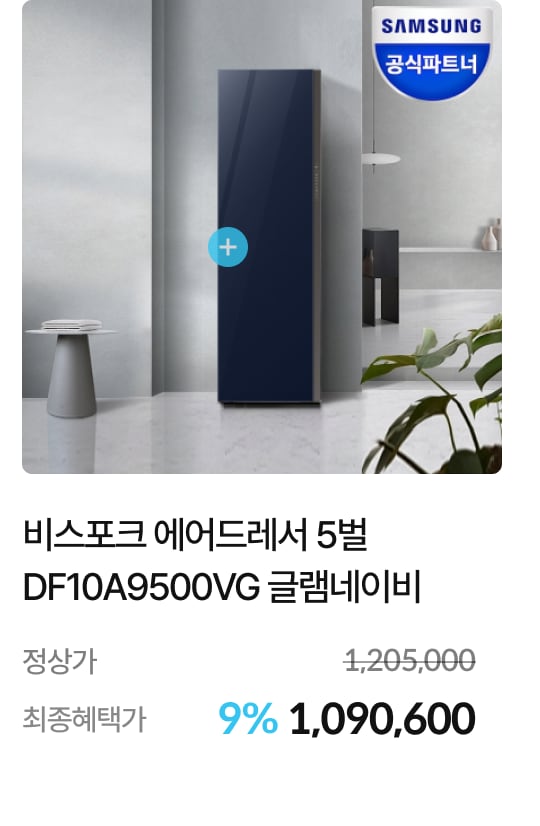 SAMSUNG
공식파트너
비스포크 에어드레서 5벌
DF10A9500VG 글램네이비
정상가 1,205,000
최종혜택가 9% 1,090,600